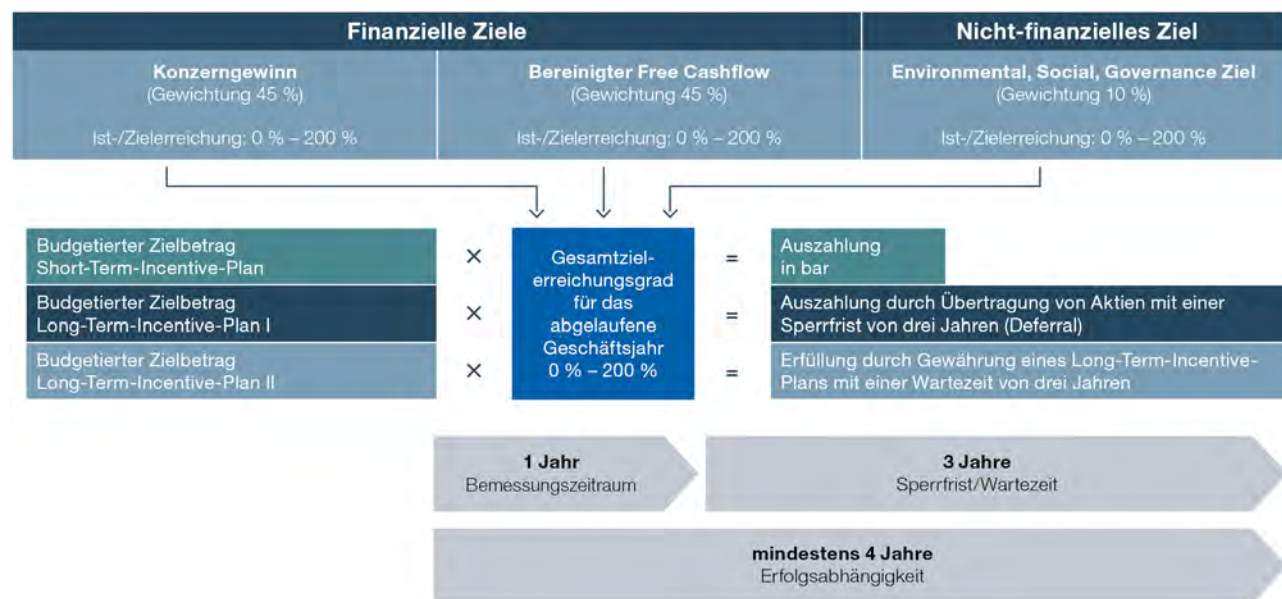 Finanzielle Ziele
Nicht-finanzielles Ziel
Konzerngewinn
(Gewichtung 45 %)
Ist-/Zielerreichung: 0 % – 200 %
Bereinigter Free Cashflow
(Gewichtung 45 %)
Ist-/Zielerreichung: 0 % – 200 %
Environmental, Social, Governance Ziel
(Gewichtung 10 %)
Ist-/Zielerreichung: 0 % – 200 %
Budgetierter Zielbetrag
Short-Term-Incentive-Plan
×
Gesamtziel-
erreichungsgrad
für das
abgelaufene
Geschäftsjahr
0 % – 200 %
=
Auszahlung
in bar
Budgetierter Zielbetrag
Long-Term-Incentive-Plan I
×
=
Auszahlung durch Übertragung von Aktien mit einer
Sperrfrist von drei Jahren (Deferral)
Budgetierter Zielbetrag
Long-Term-Incentive-Plan II
×
=
Erfüllung durch Gewährung eines Long-Term-Incentive-
Plans mit einer Wartezeit von drei Jahren
1 Jahr
Bemessungszeitraum
3 Jahre
Sperrfrist/Wartezeit
mindestens 4 Jahre
Erfolgsabhängigkeit